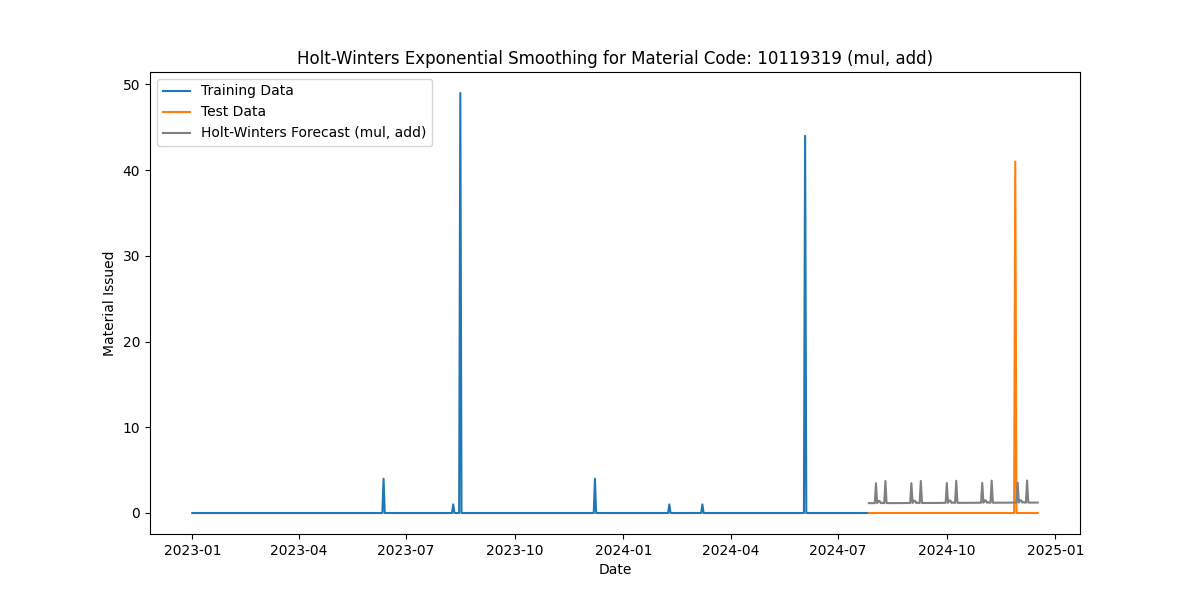 Holt-Winters Exponential Smoothing for Material Code: 10119319 (mul, add)
Training Data
Test Data
Holt-Winters Forecast (mul, add)
50
40
30
20
10
0
Material Issued
2023-01 2023-04 2023-07 2023-10 2024-01 2024-04 2024-07 2024-10 2025-01
Date